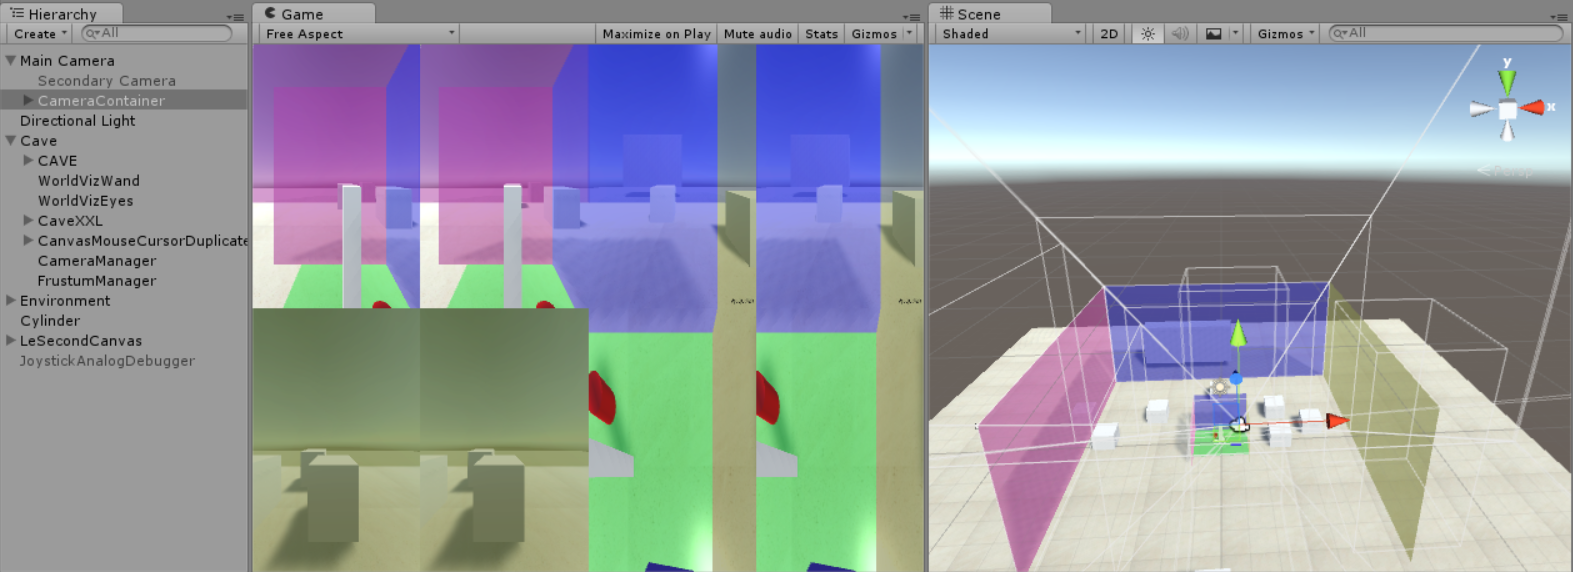 Hierarchy
Create
All
Main Camera
Secondary Camera
CameraContainer
Directional Light
Cave
CAVE
WorldVizWand
WorldVizEyes
CaveXXL
CanvasMouseCursorDuplicate
CameraManager
FrustumManager
Environment
Cylinder
LeSecondCanvas
JoystickAnalogDebugger
Game
Free Aspect
Maximize on Play
Mute audio
Stats
Gizmos
Scene
Shaded
2D
Gizmos
All
y
x
Persp